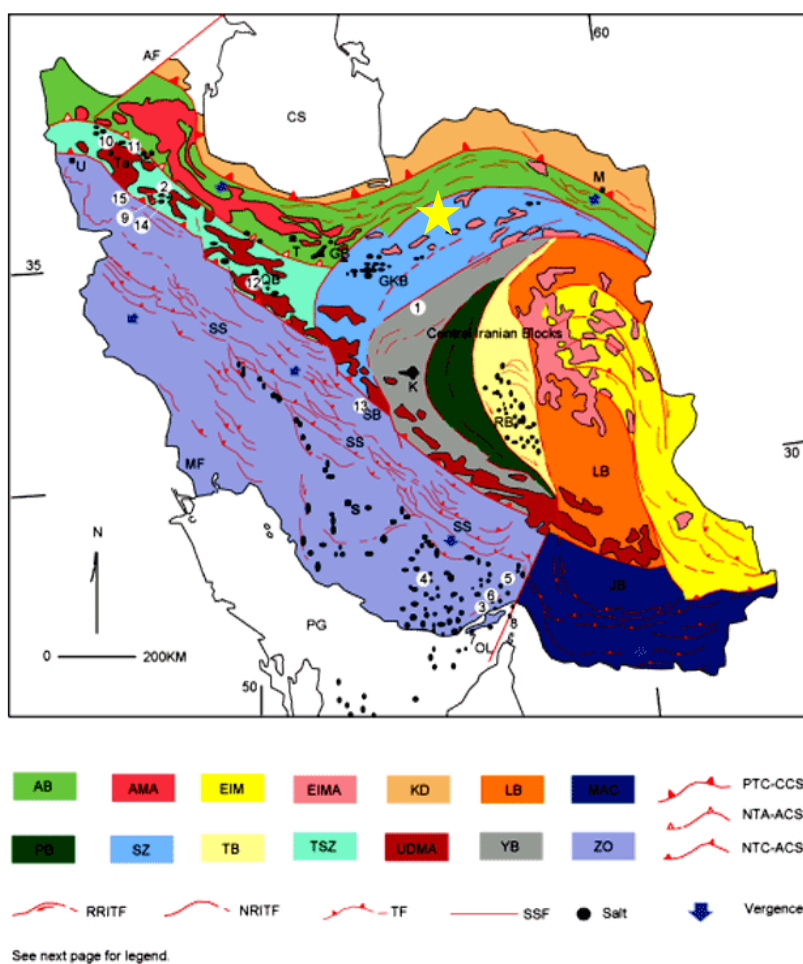 60
AF
CS
10
11
Ta
U
M
2
15
9
14
T
GB
35
12
QB
GKB
1
Central Iranian Blocks
SS
K
13
SB
RB
SS
30
MF
LB
S
SS
N
4
5
6
3
JB
8
7
OL
PG
0
200KM
50
AB
AMA
EIM
EIMA
KD
LB
MAC
PTC-CCS
NTA-ACS
PB
SZ
TB
TSZ
UDMA
YB
ZO
NTC-ACS
RRITF
NRITF
TF
SSF
Salt
Vergence
See next page for legend.